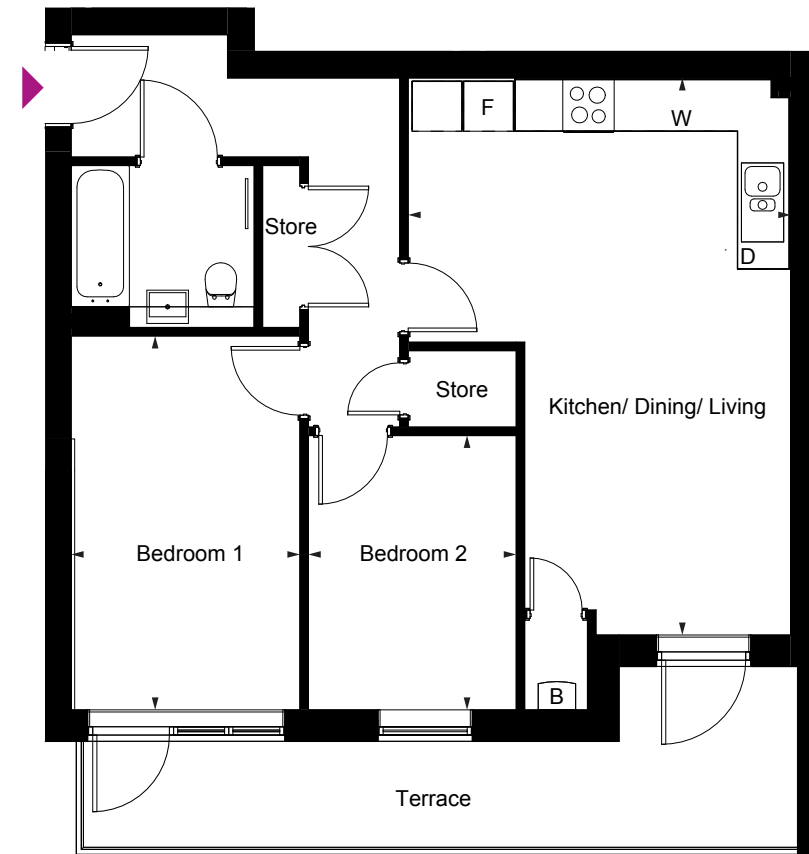 F
W
Store
D
Store
Kitchen/ Dining/ Living
Bedroom 1
Bedroom 2
B
Terrace